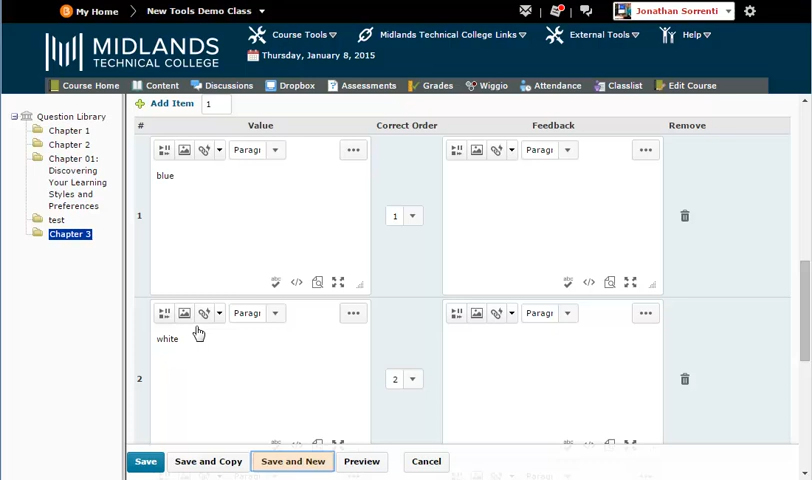 My Home New Tools Demo Class Jonathan Sorrenti
MIDLANDS
TECHNICAL COLLEGE
Course Tools Midlands Technical College Links External Tools Help
Thursday, January 8, 2015
Course Home Content Discussions Dropbox Assessments Grades Wiggio Attendance Classlist Edit Course
Question Library
Chapter 1
Chapter 2
Chapter 01:
Discovering
Your Learning
Styles and
Preferences
test
Chapter 3
Add Item 1
# Value Correct Order Feedback Remove
Paragr Paragr
blue
1 1
abc abc
Paragr Paragr
white
2 2
abc abc
Save Save and Copy Save and New Preview Cancel